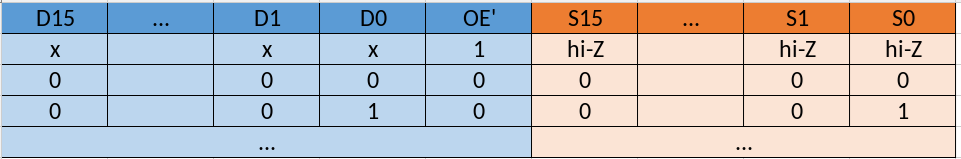 D15 ... D1 D0 OE' S15 ... S1 S0
x x x 1 hi-Z hi-Z hi-Z
0 0 0 0 0 0 0
0 0 1 0 0 0 1
... ...